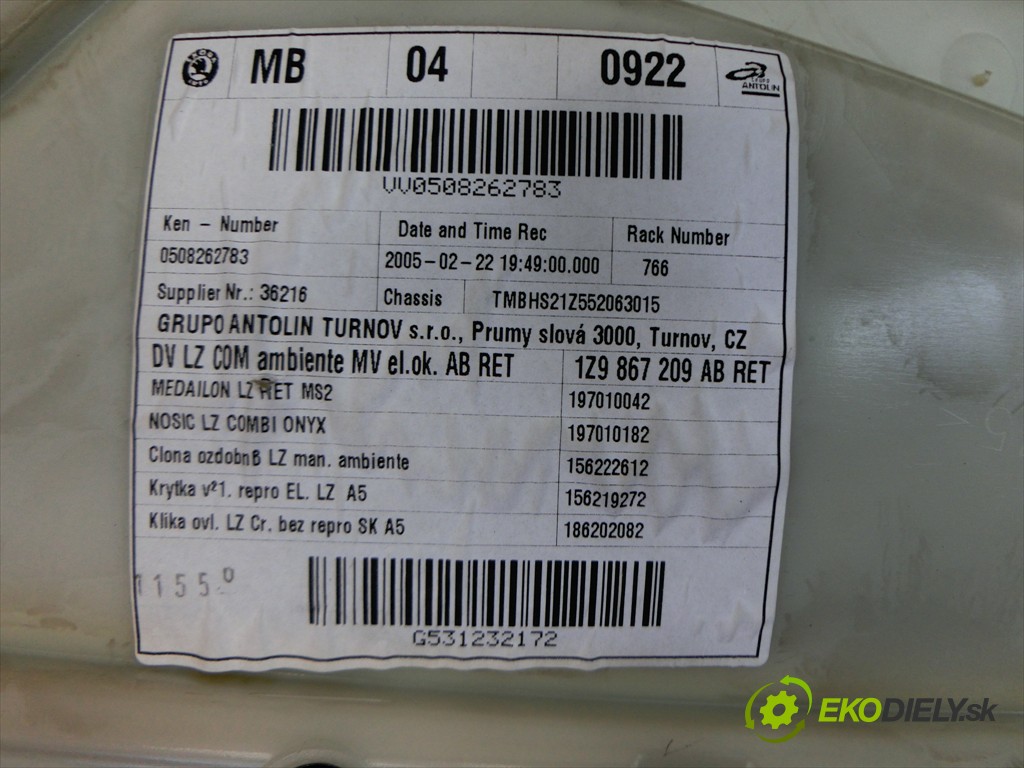 MB 04 0922
GRUPO ANTOLIN
VV0508262783
Ken - Number Date and Time Rec Rack Number
0508262783 2005-02-22 19:49:00.000 766
Supplier Nr.: 36216 Chassis TMBHS21Z552063015
GRUPO ANTOLIN TURNOV s.r.o., Prumy slová 3000, Turnov, CZ
DV LZ COM ambiente MV el.ok. AB RET 1Z9 867 209 AB RET
MEDAILON LZ RET MS2 197010042
NOSIC LZ COMBI ONYX 197010182
Clona ozdobnß LZ man. ambiente 156222612
Krytka v²1. repro EL. LZ A5 156219272
Klika ovl. LZ Cr. bez repro SK A5 186202082
1155
G531232172
EKODIELY.sk